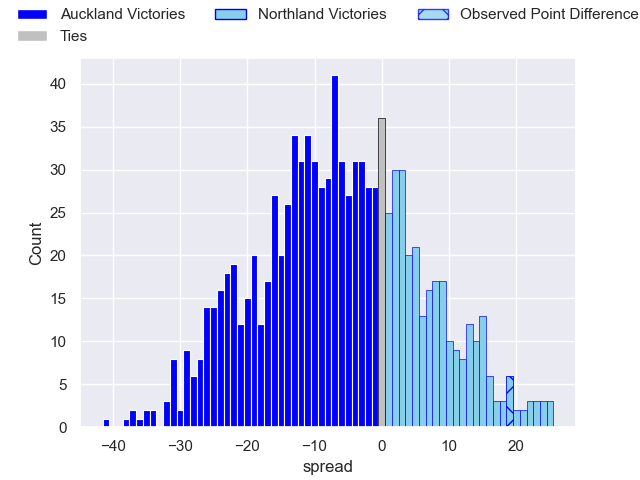 Auckland Victories
Northland Victories
Observed Point Difference
Ties
40
35
30
25
20
15
10
5
0
Count
−40 −30 −20 −10 0 10 20
spread